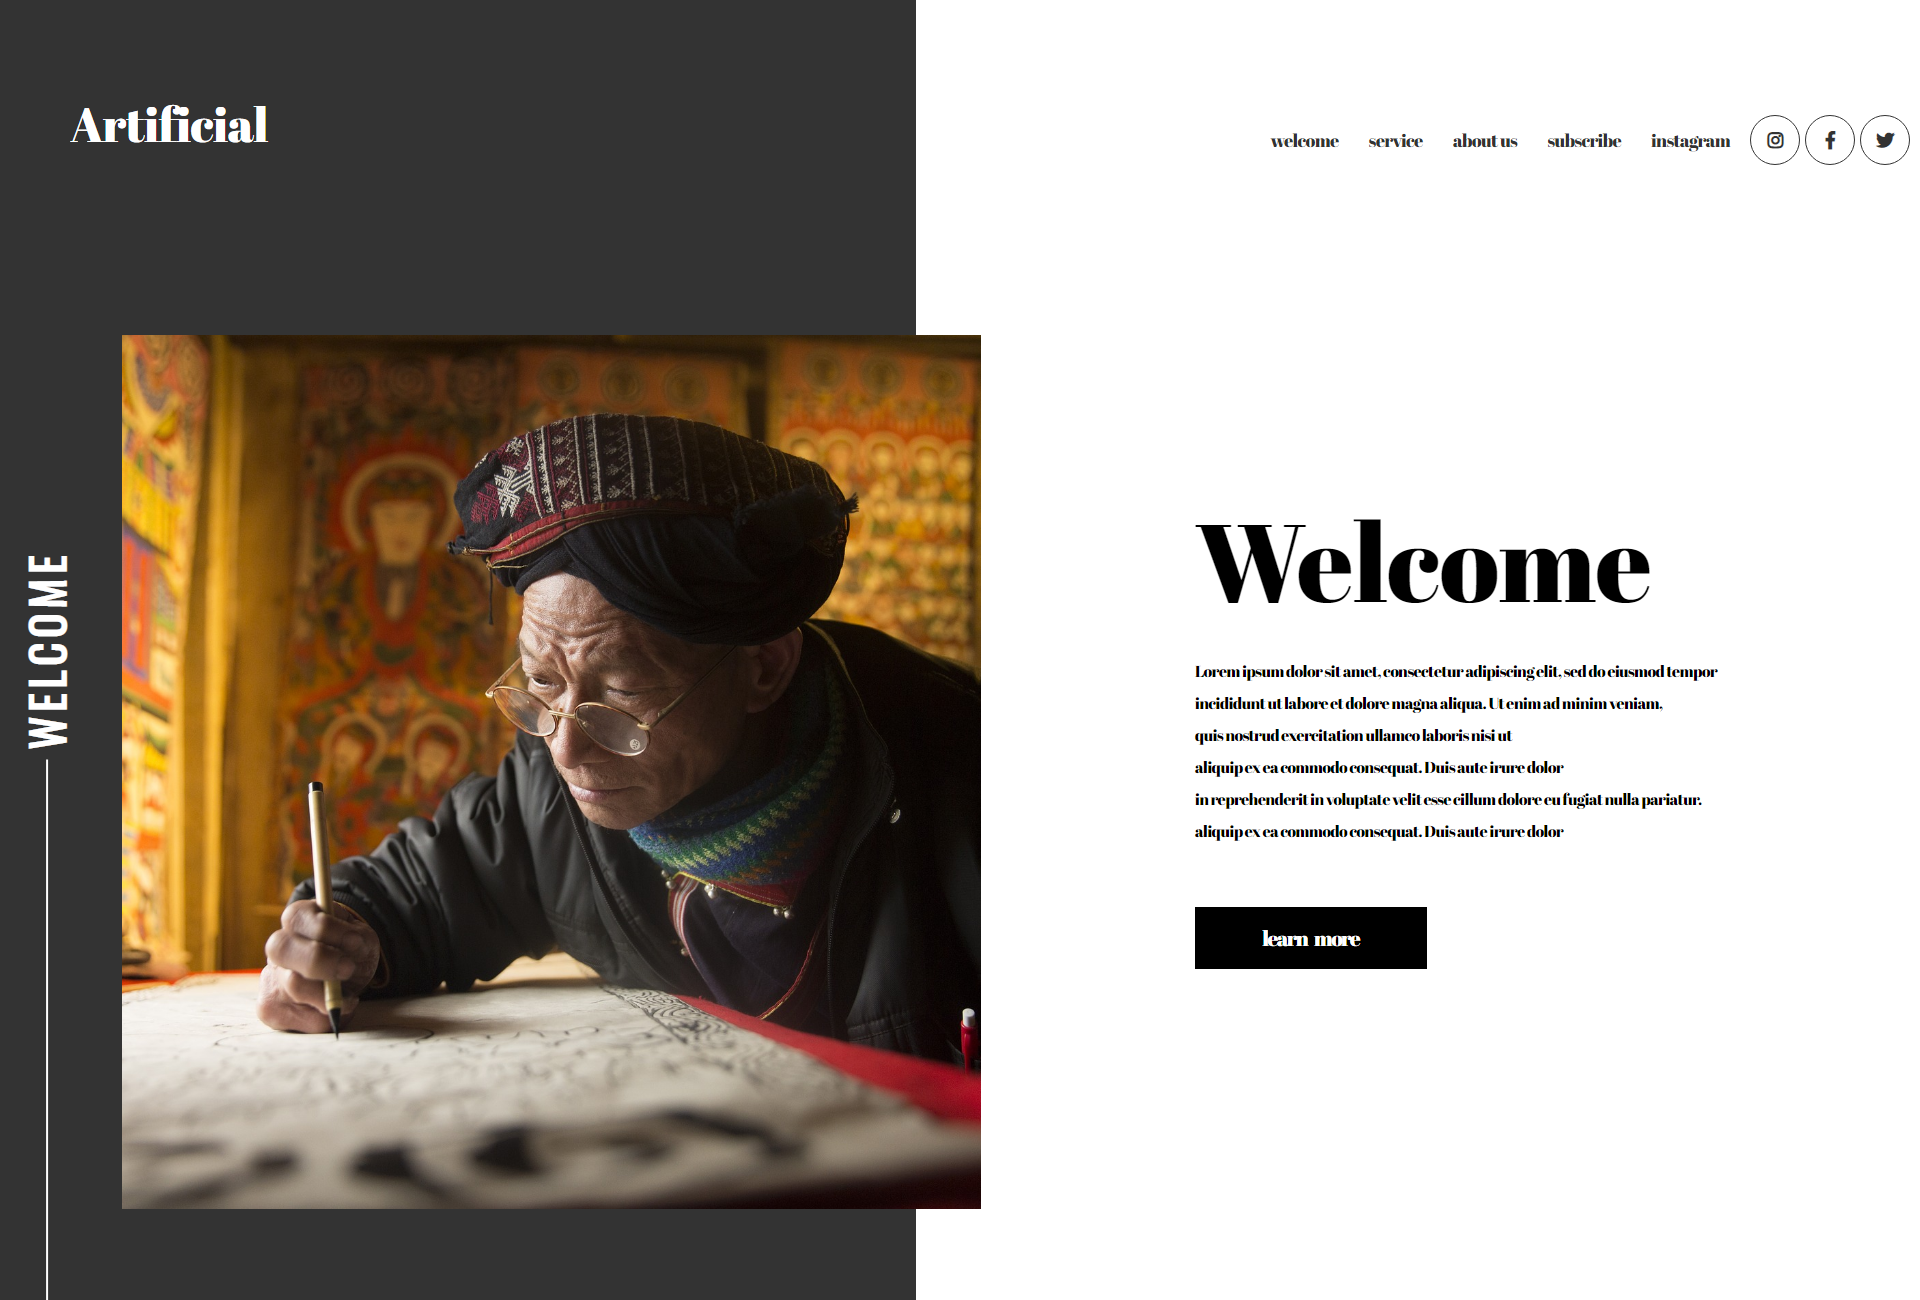 Artificial
welcome service about us subscribe instagram
WELCOME
Welcome
Lorem ipsum dolor sit amet, consectetur adipiscing elit, sed do eiusmod tempor
incididunt ut labore et dolore magna aliqua. Ut enim ad minim veniam,
quis nostrud exercitation ullamco laboris nisi ut
aliquip ex ea commodo consequat. Duis aute irure dolor
in reprehenderit in voluptate velit esse cillum dolore eu fugiat nulla pariatur.
aliquip ex ea commodo consequat. Duis aute irure dolor
learn more